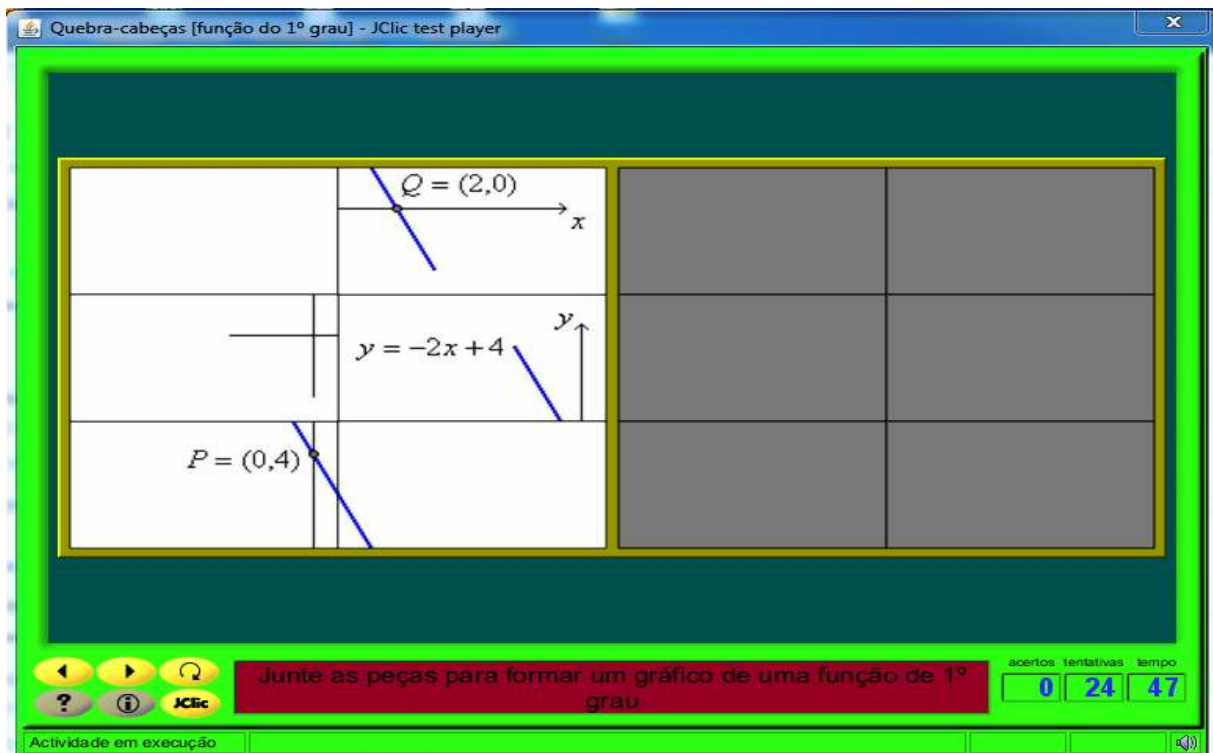 Quebra-cabeças [função do 1º grau] - JClic test player
x
Q = (2,0)
x
y
y = −2x + 4
P = (0,4)
Junte as peças para formar um gráfico de uma função de 1º
grau
acertos tentativas tempo
0 24 47
? i JClic
Actividade em execução